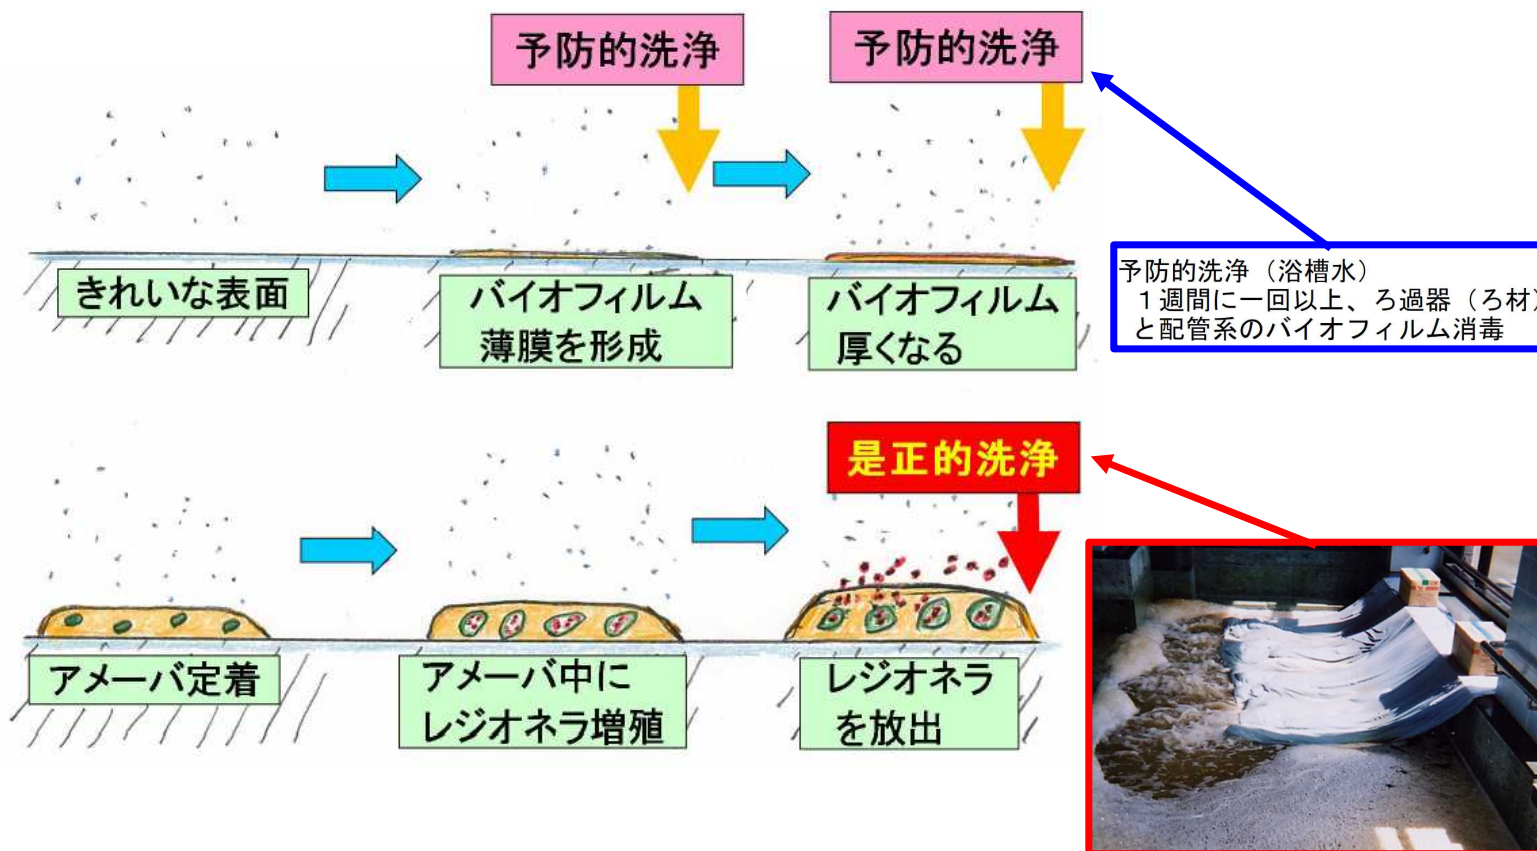 予防的洗浄
予防的洗浄
きれいな表面
バイオフィルム
薄膜を形成
バイオフィルム
厚くなる
予防的洗浄（浴槽水）
１週間に一回以上、ろ過器（ろ材）
と配管系のバイオフィルム消毒
是正的洗浄
アメーバ定着
アメーバ中に
レジオネラ増殖
レジオネラ
を放出